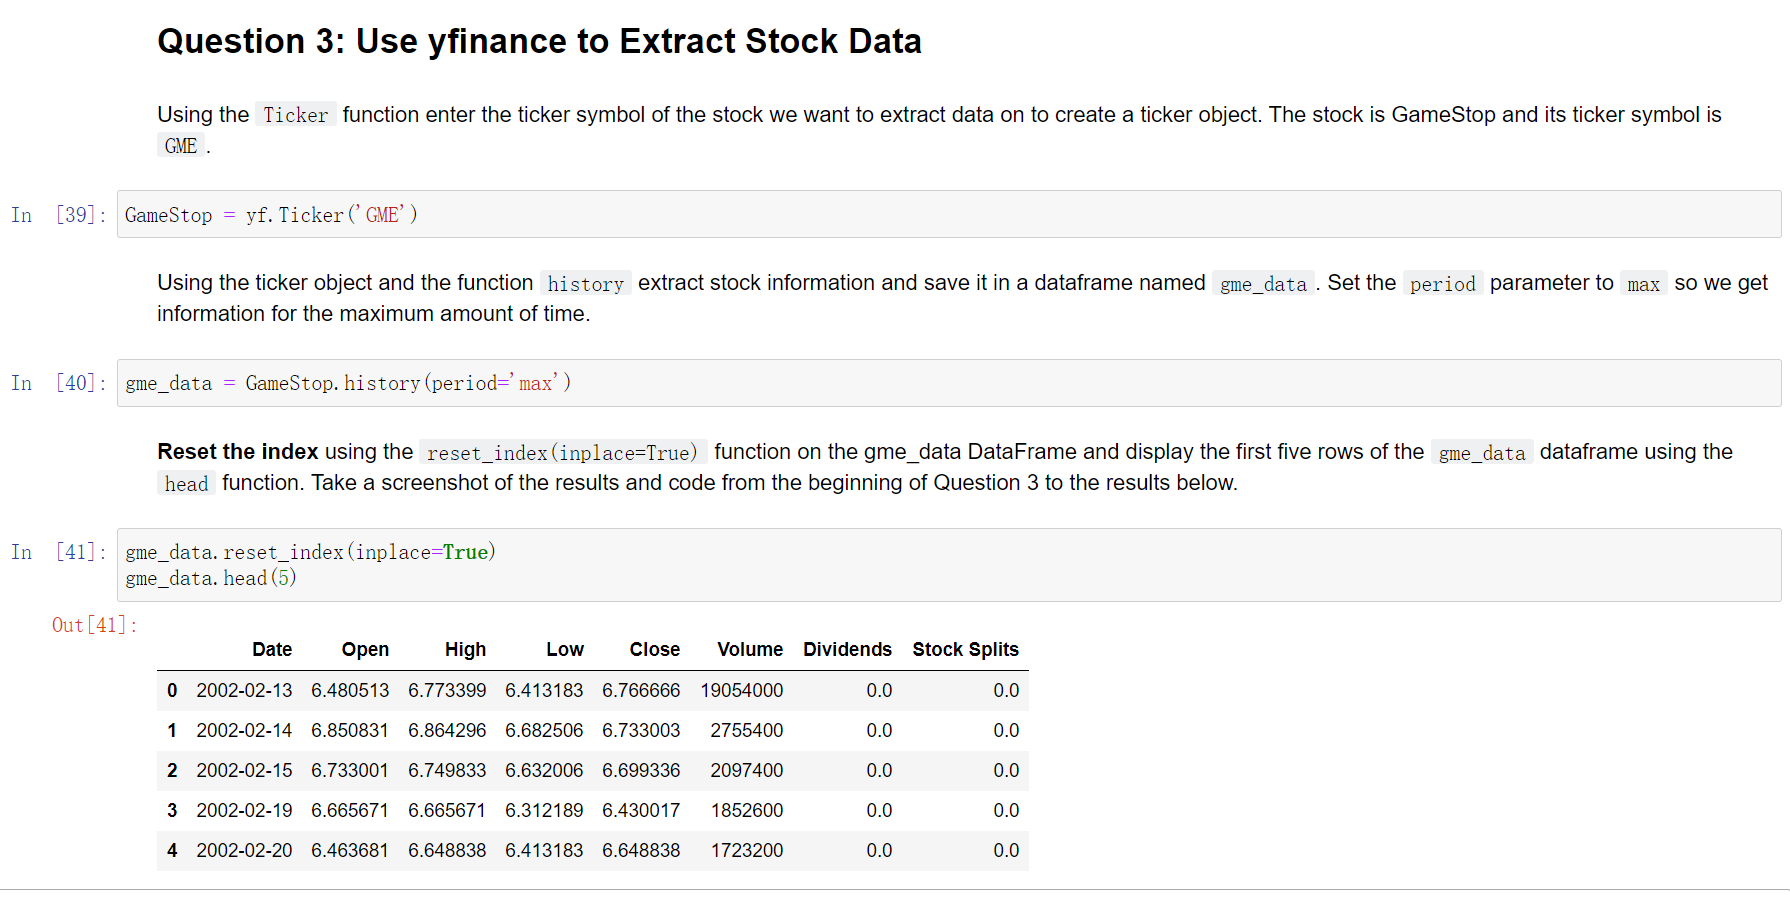 Question 3: Use yfinance to Extract Stock Data
Using the Ticker function enter the ticker symbol of the stock we want to extract data on to create a ticker object. The stock is GameStop and its ticker symbol is
GME .
In [39]: GameStop = yf.Ticker('GME')
Using the ticker object and the function history extract stock information and save it in a dataframe named gme_data . Set the period parameter to max so we get
information for the maximum amount of time.
In [40]: gme_data = GameStop.history(period='max')
Reset the index using the reset_index(inplace=True) function on the gme_data DataFrame and display the first five rows of the gme_data dataframe using the
head function. Take a screenshot of the results and code from the beginning of Question 3 to the results below.
In [41]: gme_data.reset_index(inplace=True)
gme_data.head(5)
Out[41]:
Date Open High Low Close Volume Dividends Stock Splits
0 2002-02-13 6.480513 6.773399 6.413183 6.766666 19054000 0.0 0.0
1 2002-02-14 6.850831 6.864296 6.682506 6.733003 2755400 0.0 0.0
2 2002-02-15 6.733001 6.749833 6.632006 6.699336 2097400 0.0 0.0
3 2002-02-19 6.665671 6.665671 6.312189 6.430017 1852600 0.0 0.0
4 2002-02-20 6.463681 6.648838 6.413183 6.648838 1723200 0.0 0.0